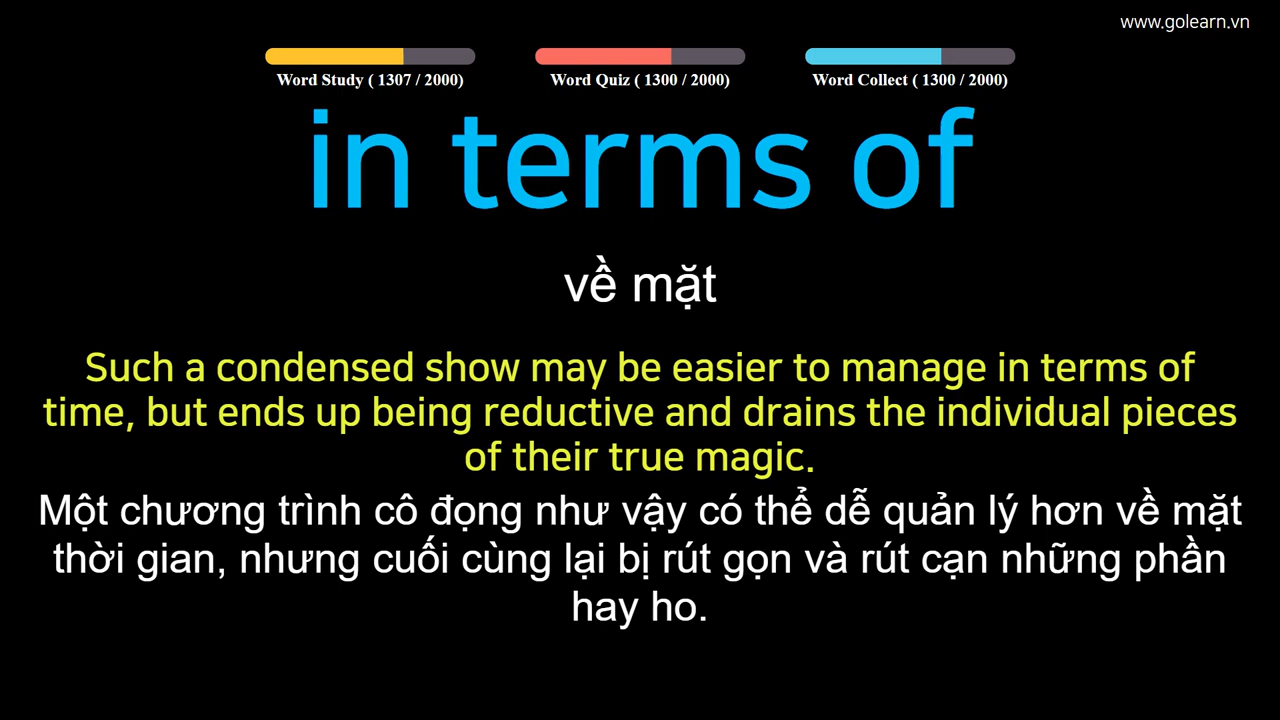 www.golearn.vn
Word Study ( 1307 / 2000)
Word Quiz ( 1300 / 2000)
Word Collect ( 1300 / 2000)
in terms of
về mặt
Such a condensed show may be easier to manage in terms of
time, but ends up being reductive and drains the individual pieces
of their true magic.
Một chương trình cô đọng như vậy có thể dễ quản lý hơn về mặt
thời gian, nhưng cuối cùng lại bị rút gọn và rút cạn những phần
hay ho.